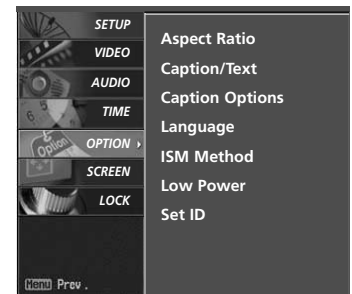 SETUP
VIDEO
AUDIO
TIME
OPTION
SCREEN
LOCK
Menu Prev.
Aspect Ratio
Caption/Text
Caption Options
Language
ISM Method
Low Power
Set ID